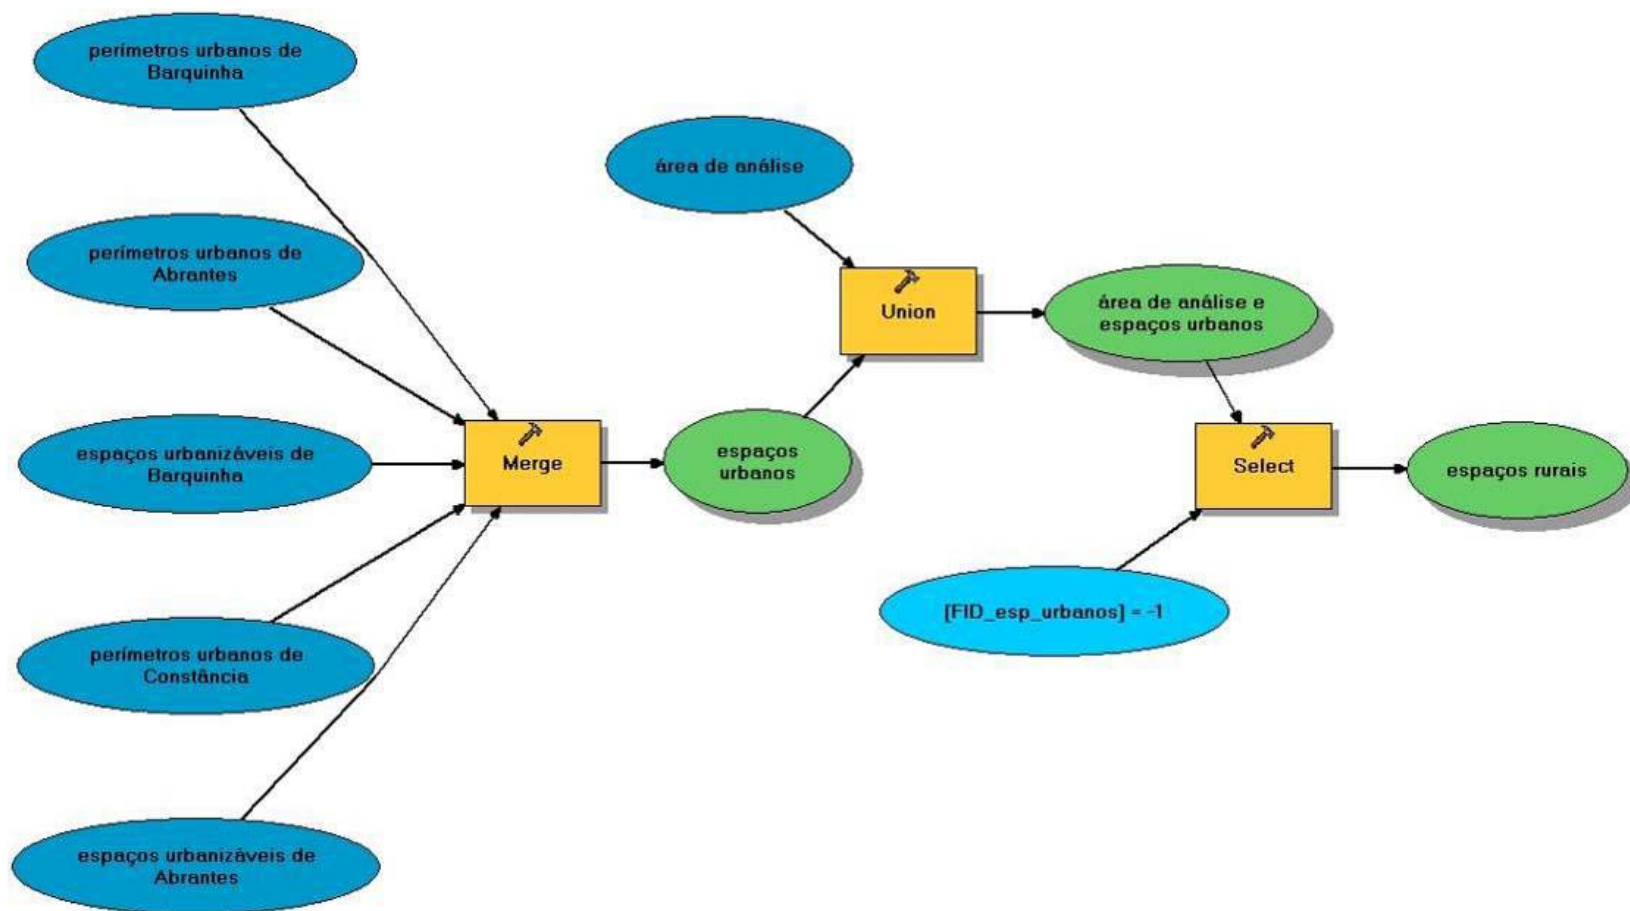 perímetros urbanos de
Barquinha
área de análise
perímetros urbanos de
Abrantes
Union
área de análise e
espaços urbanos
espaços urbanizáveis de
Barquinha
Merge
espaços
urbanos
Select
espaços rurais
[FID_esp_urbanos] = -1
perímetros urbanos de
Constância
espaços urbanizáveis de
Abrantes